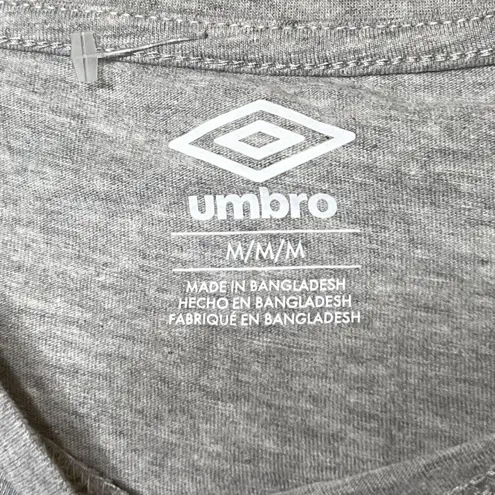 umbro
M/M/M
MADE IN BANGLADESH
HECHO EN BANGLADESH
FABRIQUÉ EN BANGLADESH